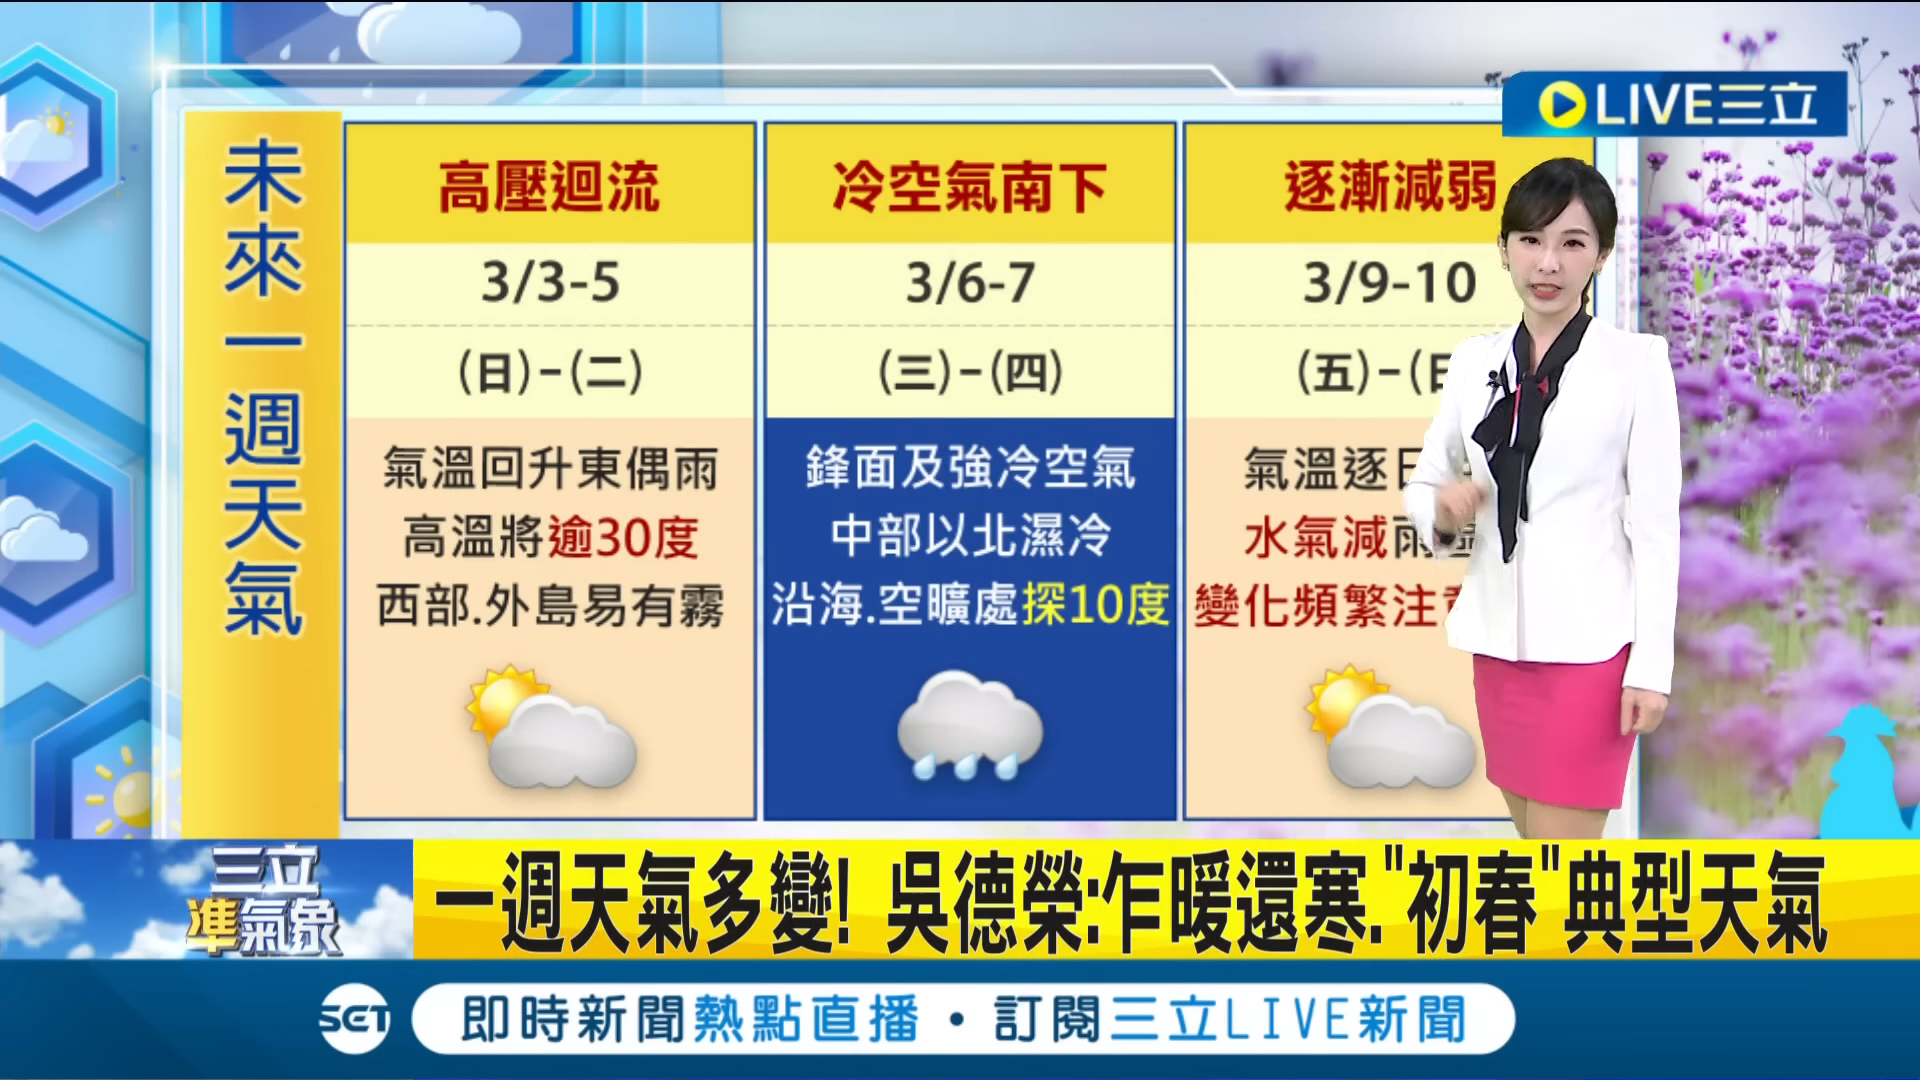 LIVE三立
未來一週天氣
高壓迴流
3/3-5
(日)-(二)
氣溫回升東偶雨
高溫將逾30度
西部.外島易有霧
冷空氣南下
3/6-7
(三)-(四)
鋒面及強冷空氣
中部以北濕冷
沿海.空曠處探10度
逐漸減弱
3/9-10
(五)-(
氣溫逐
水氣減雨
變化頻繁注
三立
準氣象
一週天氣多變! 吳德榮:乍暖還寒."初春"典型天氣
SET
即時新聞熱點直播・訂閱三立LIVE新聞